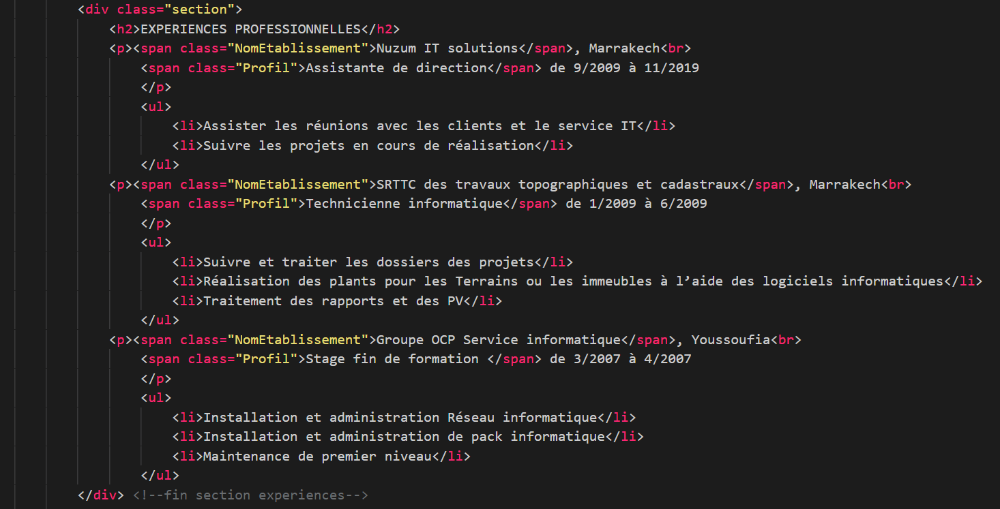 <div class="section">
<h2>EXPERIENCES PROFESSIONNELLES</h2>
<p><span class="NomEtablissement">Nuzum IT solutions</span>, Marrakech<br>
<span class="Profil">Assistante de direction</span> de 9/2009 à 11/2019
</p>
<ul>
<li>Assister les réunions avec les clients et le service IT</li>
<li>Suivre les projets en cours de réalisation</li>
</ul>
<p><span class="NomEtablissement">SRTTC des travaux topographiques et cadastraux</span>, Marrakech<br>
<span class="Profil">Technicienne informatique</span> de 1/2009 à 6/2009
</p>
<ul>
<li>Suivre et traiter les dossiers des projets</li>
<li>Réalisation des plants pour les Terrains ou les immeubles à l’aide des logiciels informatiques</li>
<li>Traitement des rapports et des PV</li>
</ul>
<p><span class="NomEtablissement">Groupe OCP Service informatique</span>, Youssoufia<br>
<span class="Profil">Stage fin de formation </span> de 3/2007 à 4/2007
</p>
<ul>
<li>Installation et administration Réseau informatique</li>
<li>Installation et administration de pack informatique</li>
<li>Maintenance de premier niveau</li>
</ul>
</div> <!--fin section experiences-->